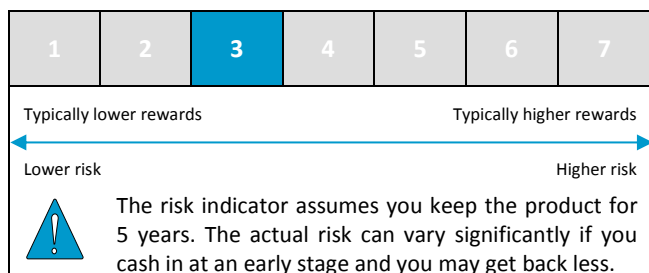 1 2 3 4 5 6 7
Typically lower rewards Typically higher rewards
Lower risk Higher risk
The risk indicator assumes you keep the product for
5 years. The actual risk can vary significantly if you
cash in at an early stage and you may get back less.